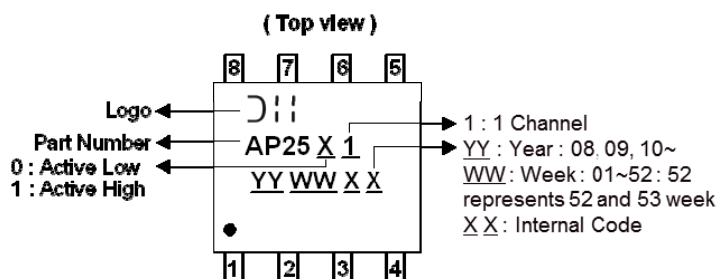 ( Top view )
8 7 6 5
Logo
Part Number
0 : Active Low
1 : Active High
AP25 X 1
YY WW X X
1 : 1 Channel
YY : Year : 08, 09, 10~
WW : Week : 01~52 : 52
represents 52 and 53 week
X X : Internal Code
1 2 3 4